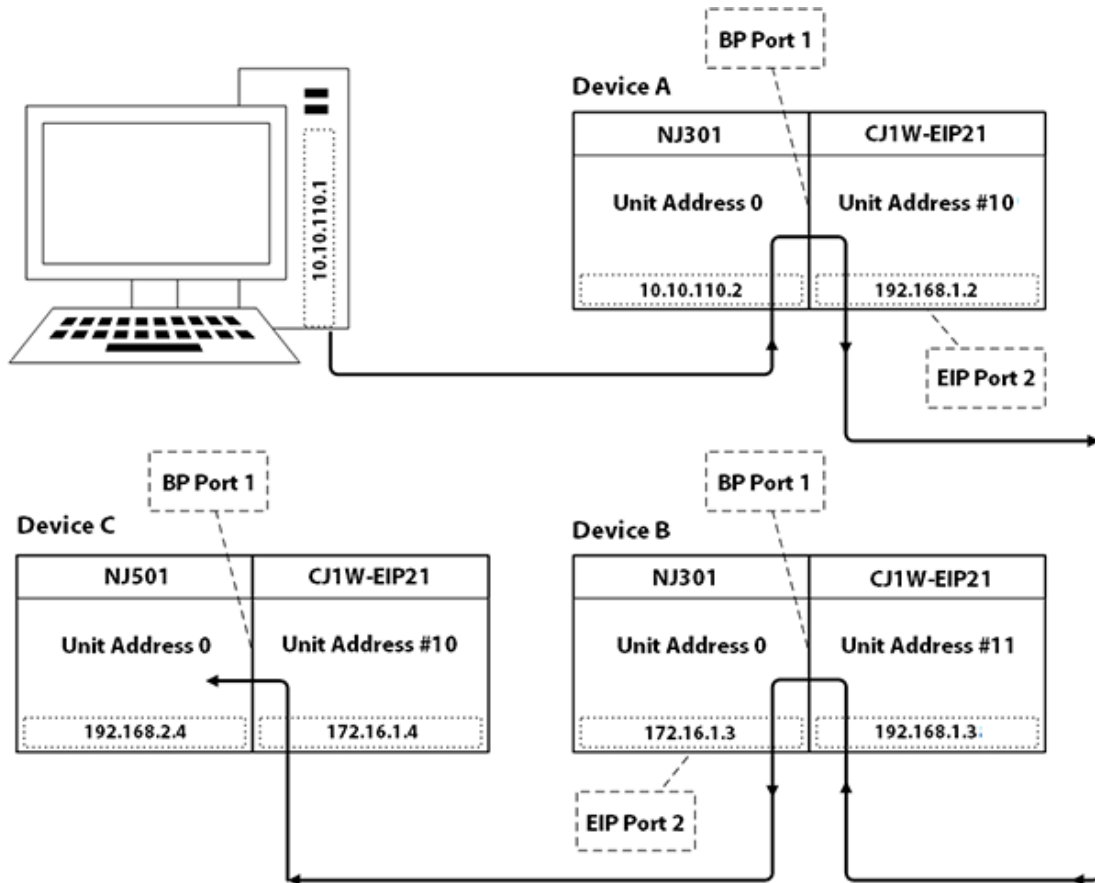 BP Port 1
Device A
NJ301
CJ1W-EIP21
10.10.110.1
Unit Address 0
Unit Address #10
10.10.110.2
192.168.1.2
EIP Port 2
BP Port 1
BP Port 1
Device C
Device B
NJ501
CJ1W-EIP21
NJ301
CJ1W-EIP21
Unit Address 0
Unit Address #10
Unit Address 0
Unit Address #11
192.168.2.4
172.16.1.4
172.16.1.3
192.168.1.3
EIP Port 2